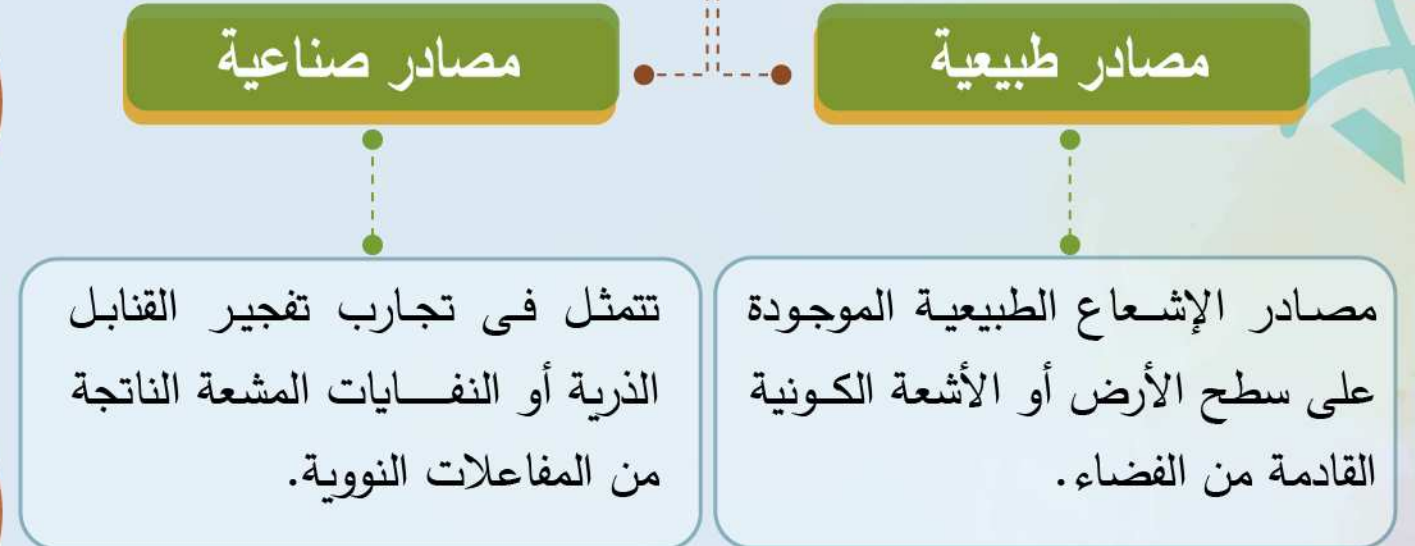 مصادر طبيعية
مصادر الإشعاع الطبيعية الموجودة
على سطح الأرض أو الأشعة الكونية
القادمة من الفضاء.
مصادر صناعية
تتمثل فى تجارب تفجير القنابل
الذرية أو النفايات المشعة الناتجة
من المفاعلات النووية.